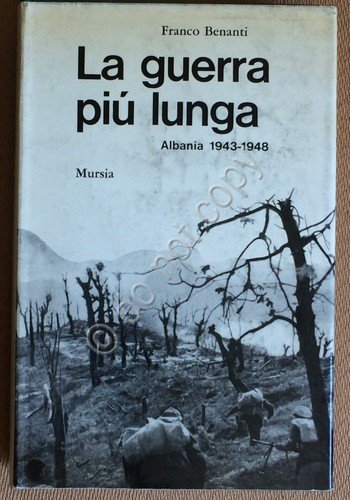 Franco Benanti
La guerra
piú lunga
Albania 1943-1948
Mursia
© do not copy ©